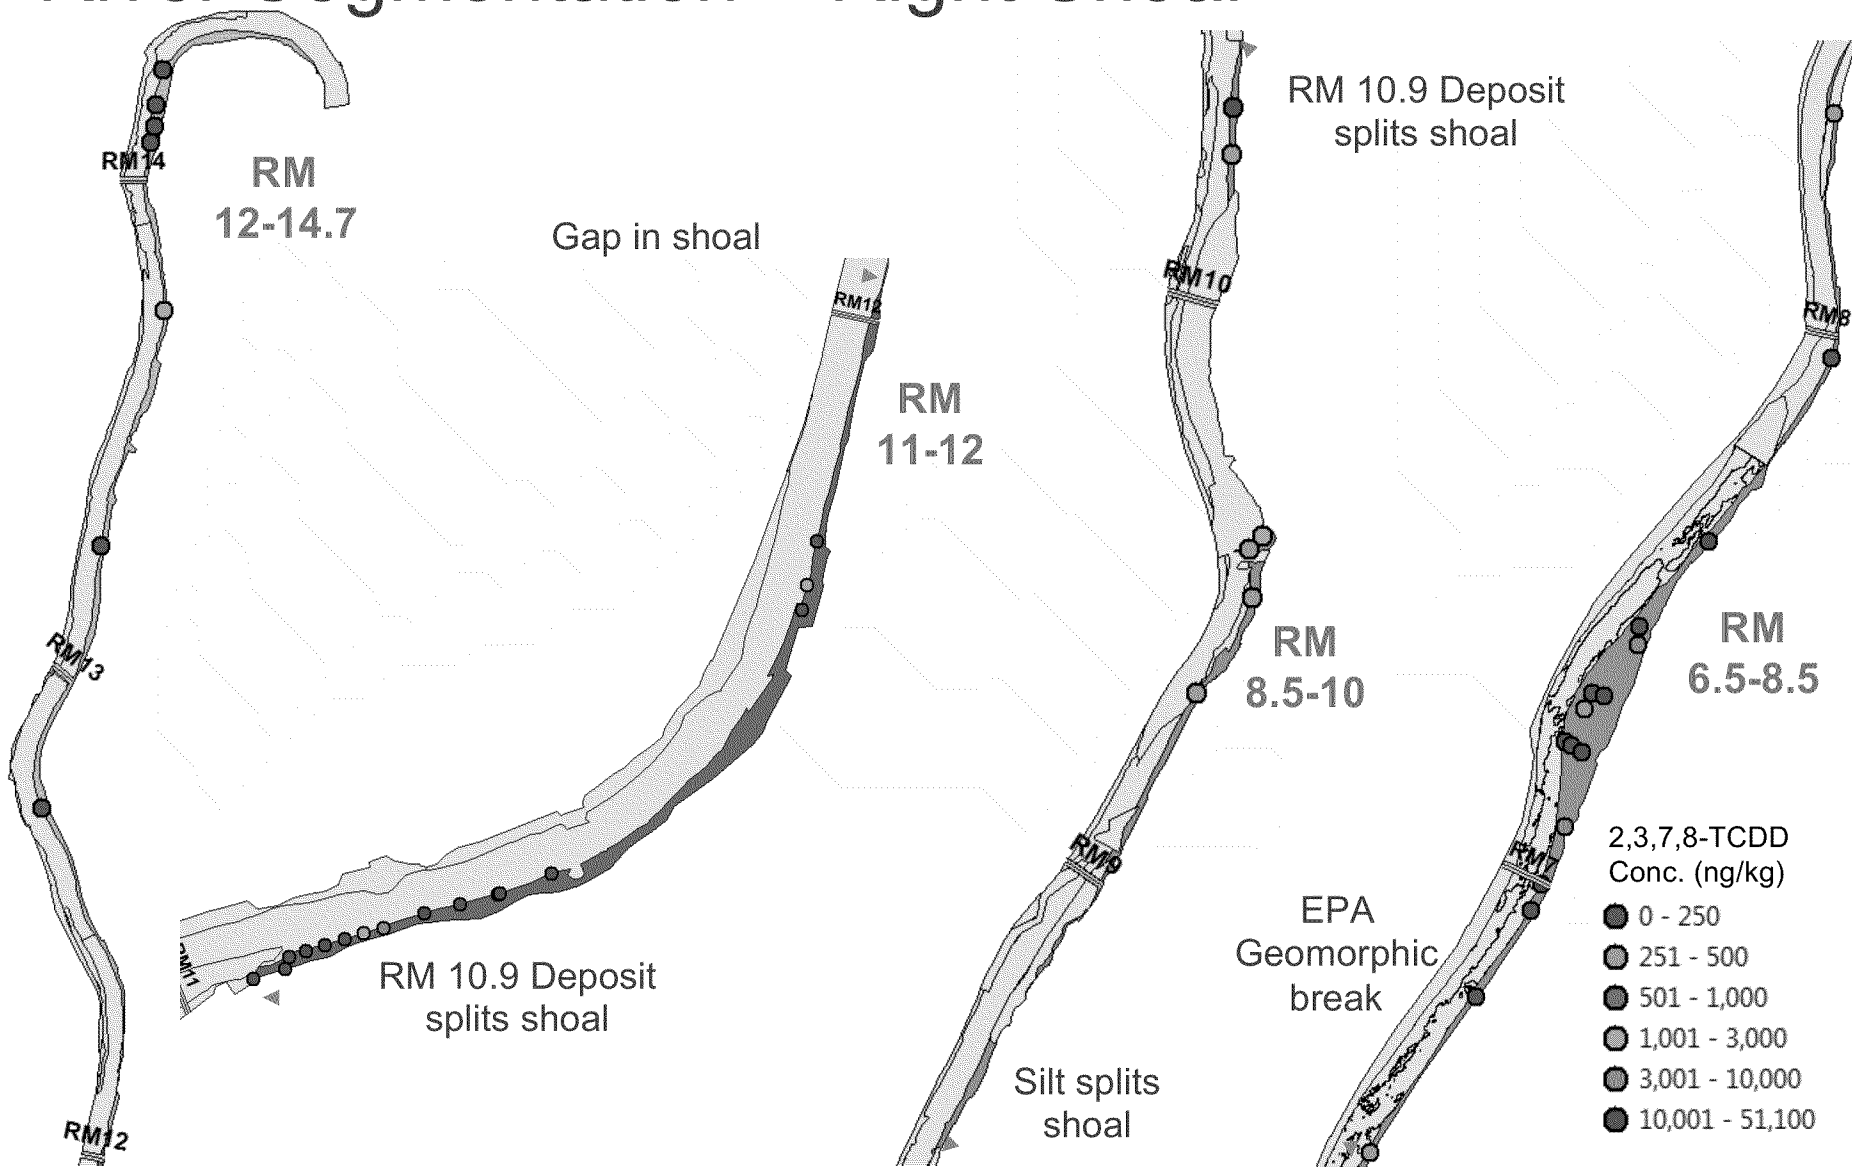 RM14
RM
12-14.7
RM13
RM12
Gap in shoal
RM12
RM
11-12
RM11
RM 10.9 Deposit
splits shoal
RM 10.9 Deposit
splits shoal
RM10
RM
8.5-10
RM9
Silt splits
shoal
RM8
RM
6.5-8.5
RM7
EPA
Geomorphic
break
2,3,7,8-TCDD
Conc. (ng/kg)
0 - 250
251 - 500
501 - 1,000
1,001 - 3,000
3,001 - 10,000
10,001 - 51,100